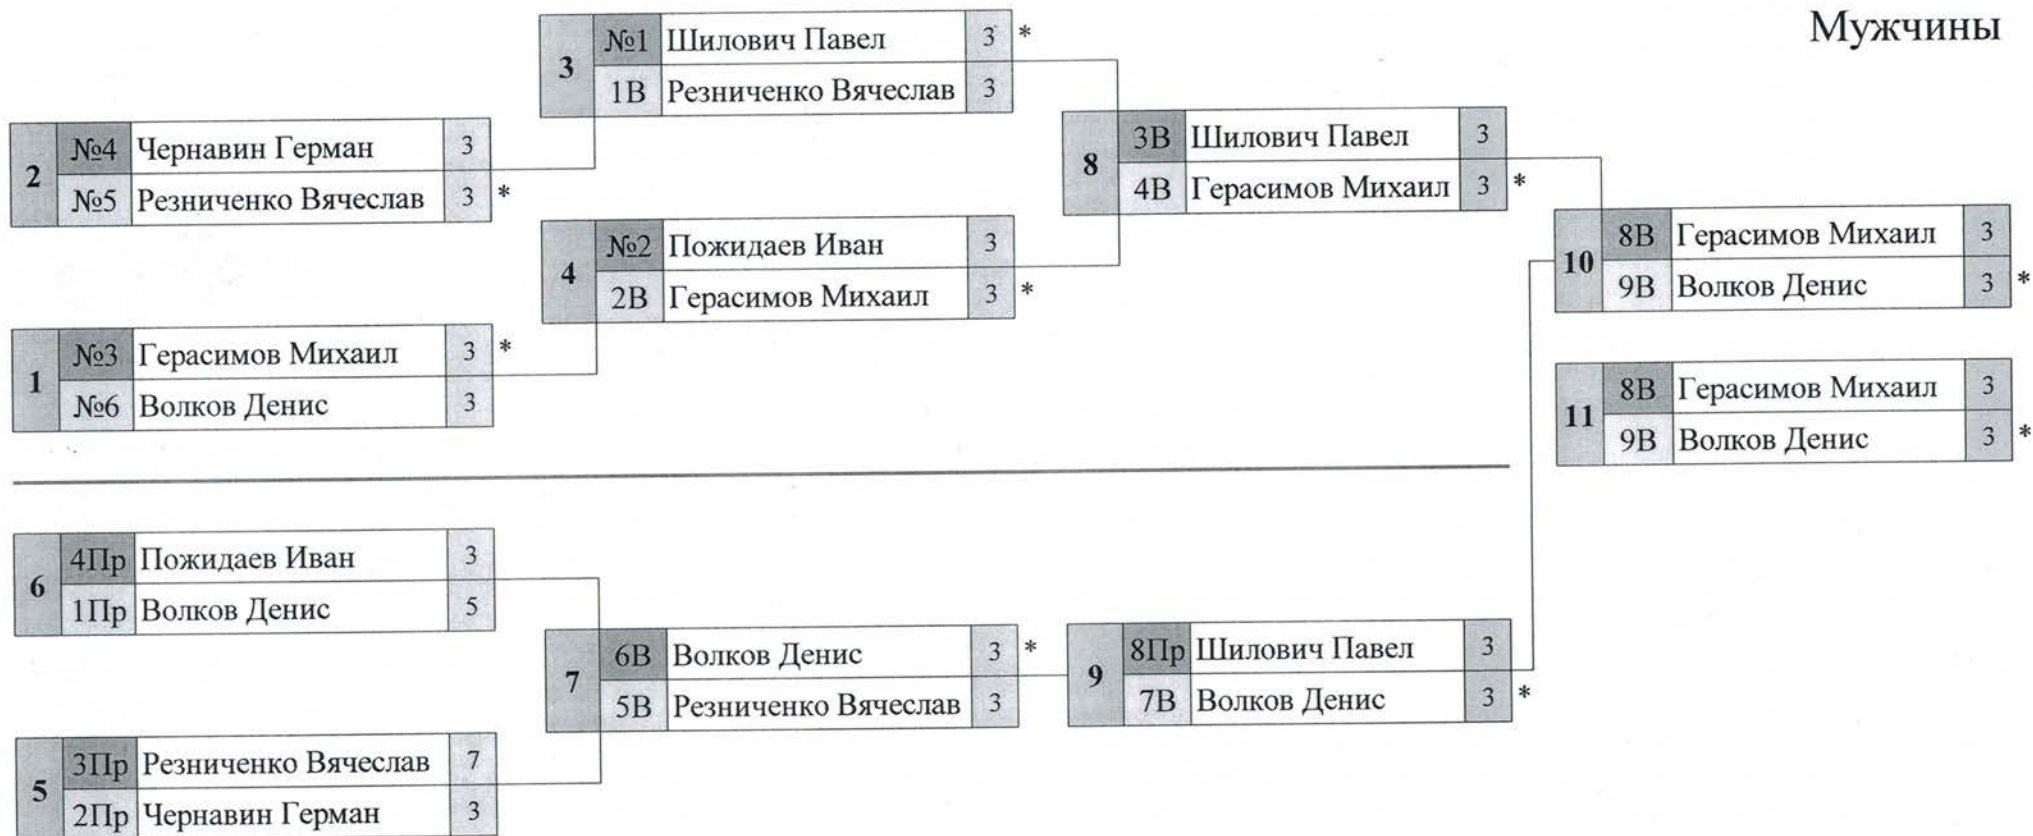 Мужчины
3
№1 Шилович Павел 3 *
1В Резниченко Вячеслав 3
2
№4 Чернавин Герман 3
№5 Резниченко Вячеслав 3 *
8
3В Шилович Павел 3
4В Герасимов Михаил 3 *
4
№2 Пожидаев Иван 3
2В Герасимов Михаил 3 *
10
8В Герасимов Михаил 3
9В Волков Денис 3 *
1
№3 Герасимов Михаил 3 *
№6 Волков Денис 3
11
8В Герасимов Михаил 3
9В Волков Денис 3 *
6
4Пр Пожидаев Иван 3
1Пр Волков Денис 5
7
6В Волков Денис 3 *
5В Резниченко Вячеслав 3
9
8Пр Шилович Павел 3
7В Волков Денис 3 *
5
3Пр Резниченко Вячеслав 7
2Пр Чернавин Герман 3